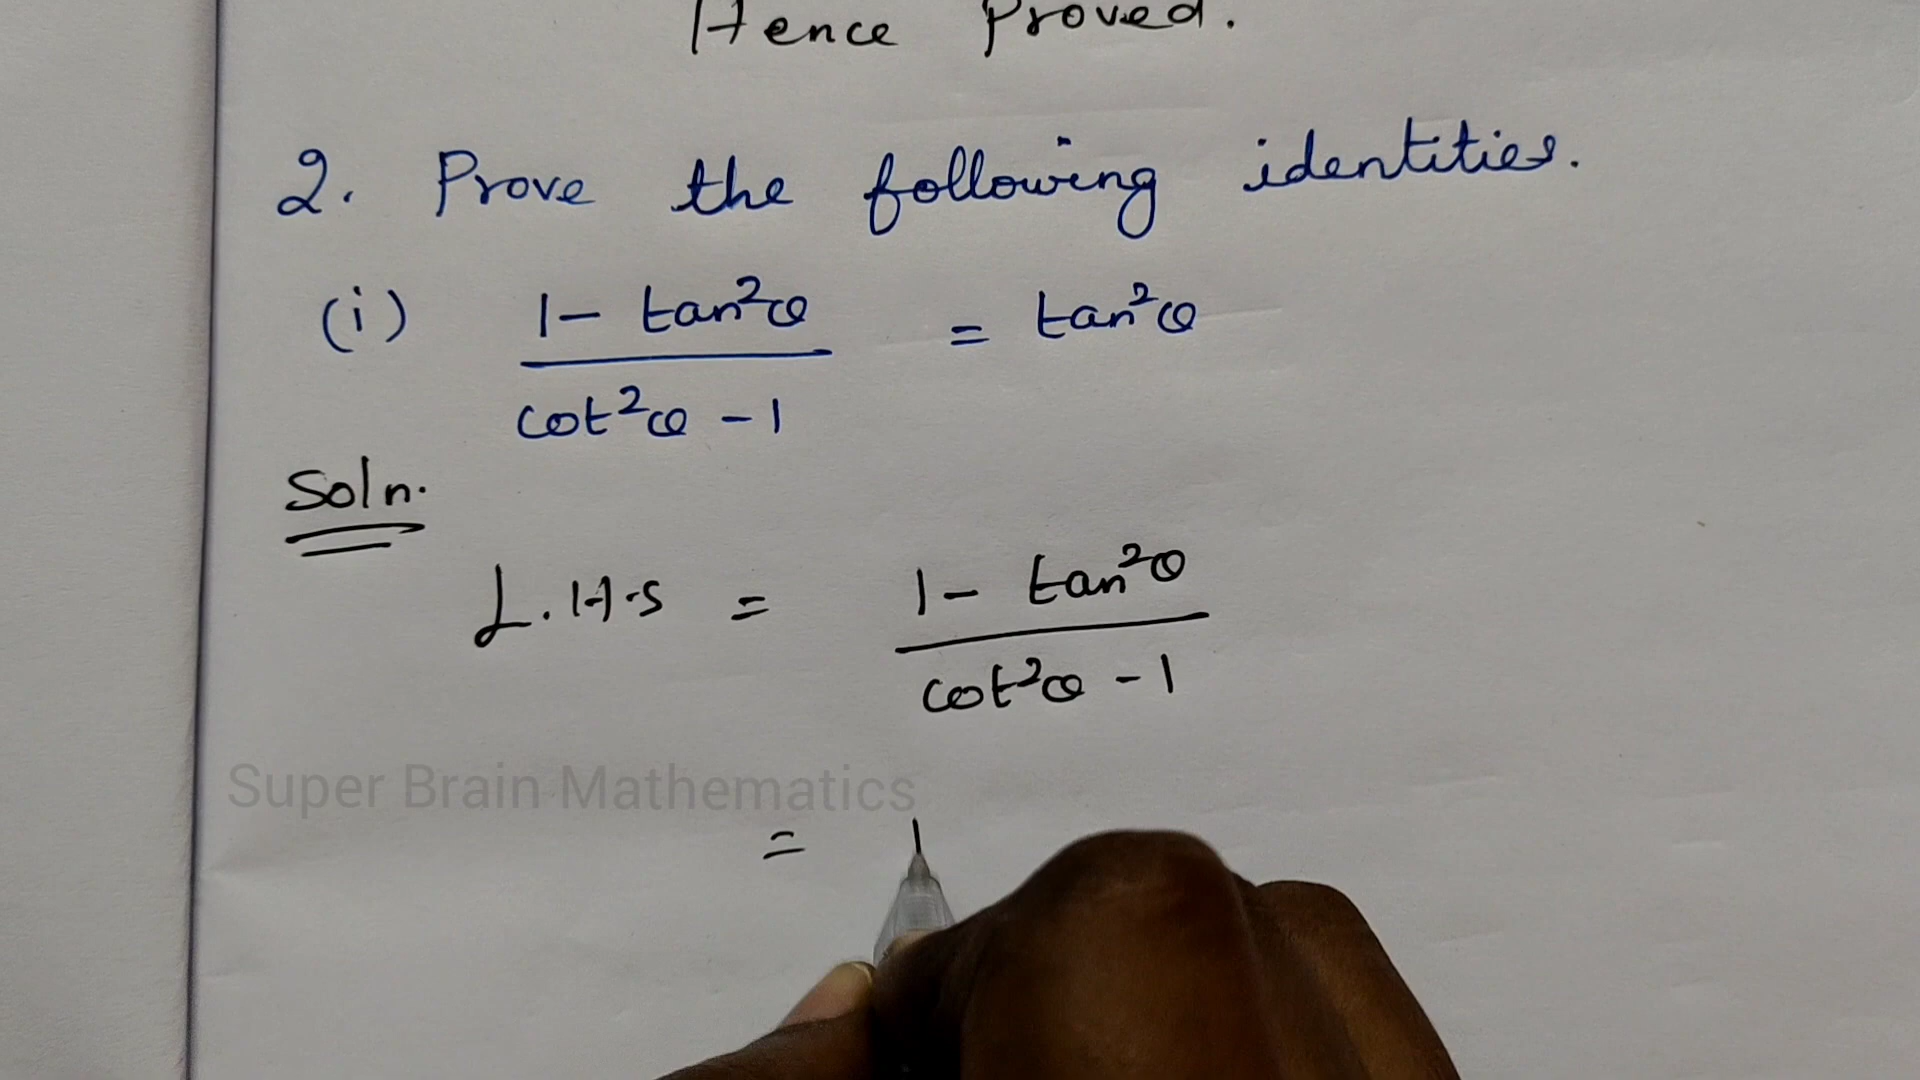 Hence Proved.
2. Prove the following identities.
(i) 1 - tan²θ / cot²θ - 1 = tan²θ
Soln.
L.H.S = 1 - tan²θ / cot²θ - 1
Super Brain Mathematics
= 1